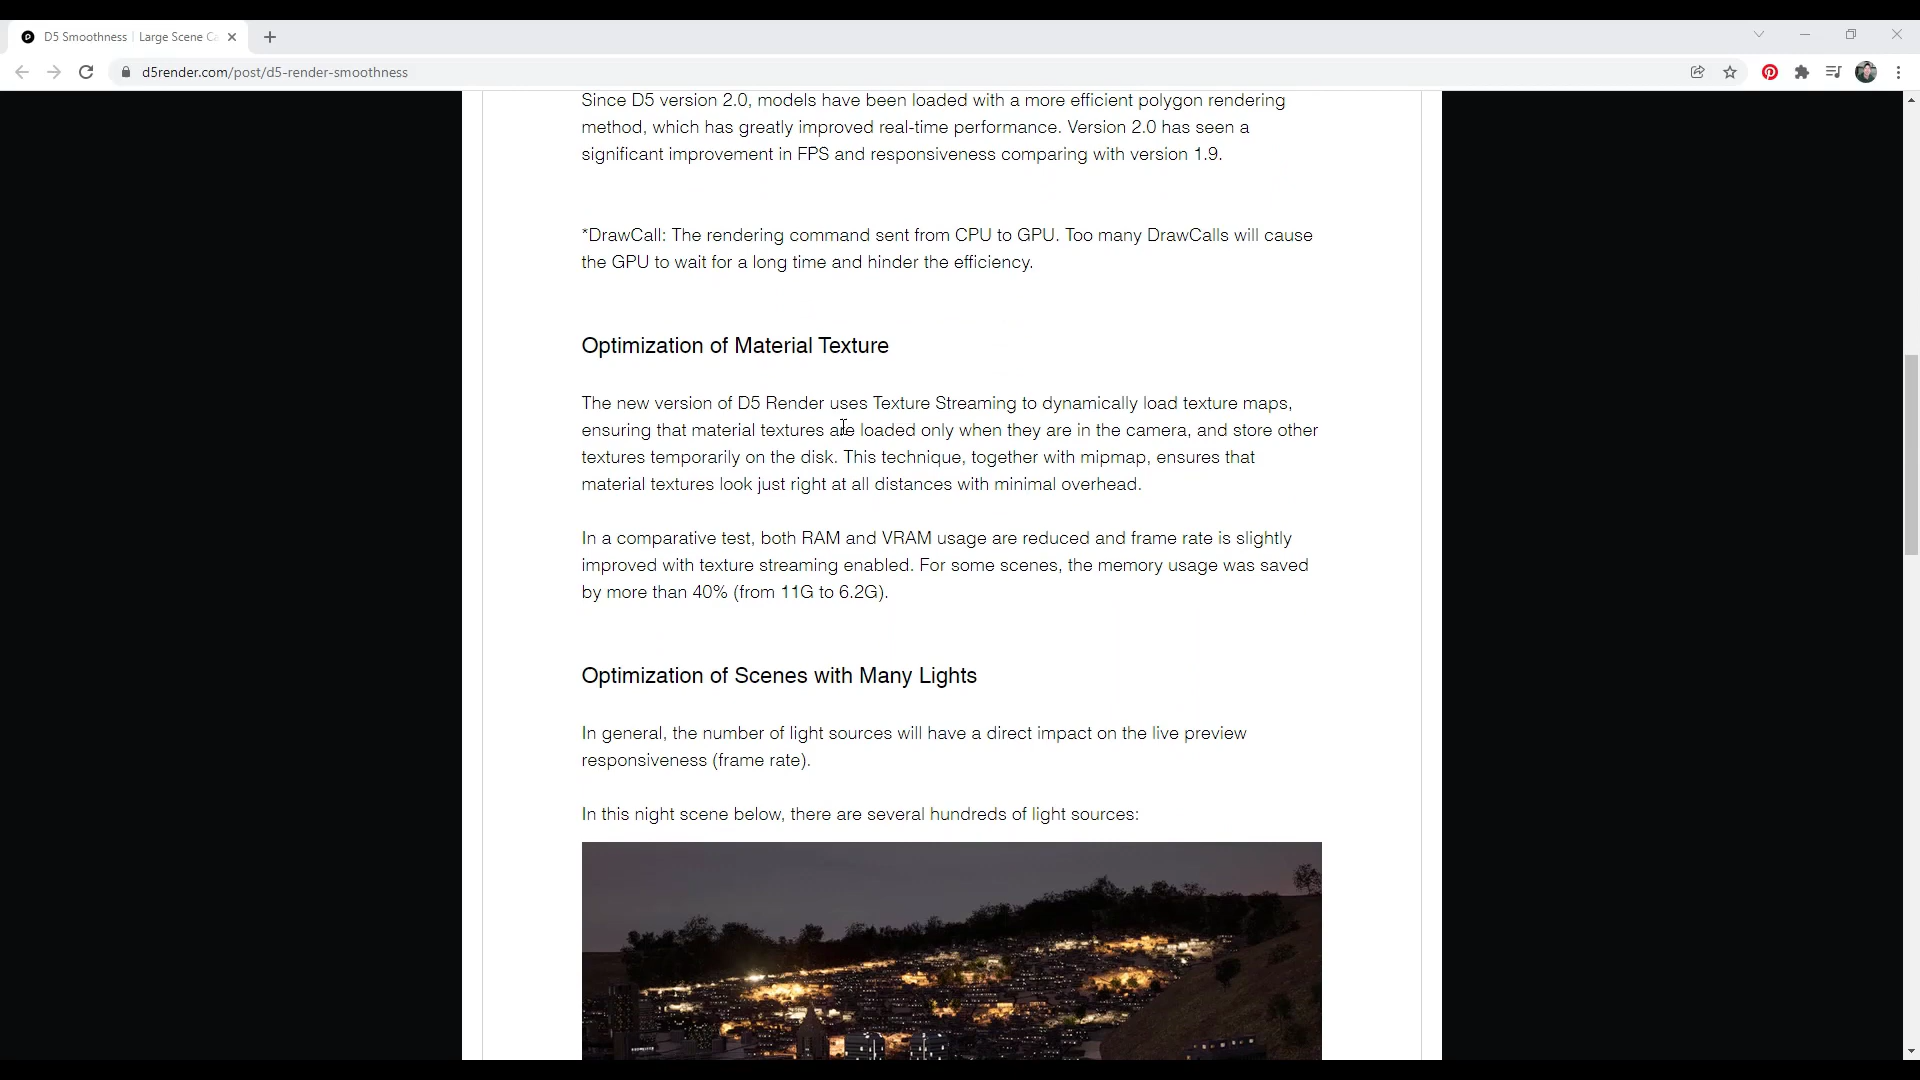 D5 Smoothness | Large Scene Ca
d5render.com/post/d5-render-smoothness
Since D5 version 2.0, models have been loaded with a more efficient polygon rendering
method, which has greatly improved real-time performance. Version 2.0 has seen a
significant improvement in FPS and responsiveness comparing with version 1.9.
*DrawCall: The rendering command sent from CPU to GPU. Too many DrawCalls will cause
the GPU to wait for a long time and hinder the efficiency.
Optimization of Material Texture
The new version of D5 Render uses Texture Streaming to dynamically load texture maps,
ensuring that material textures are loaded only when they are in the camera, and store other
textures temporarily on the disk. This technique, together with mipmap, ensures that
material textures look just right at all distances with minimal overhead.
In a comparative test, both RAM and VRAM usage are reduced and frame rate is slightly
improved with texture streaming enabled. For some scenes, the memory usage was saved
by more than 40% (from 11G to 6.2G).
Optimization of Scenes with Many Lights
In general, the number of light sources will have a direct impact on the live preview
responsiveness (frame rate).
In this night scene below, there are several hundreds of light sources: